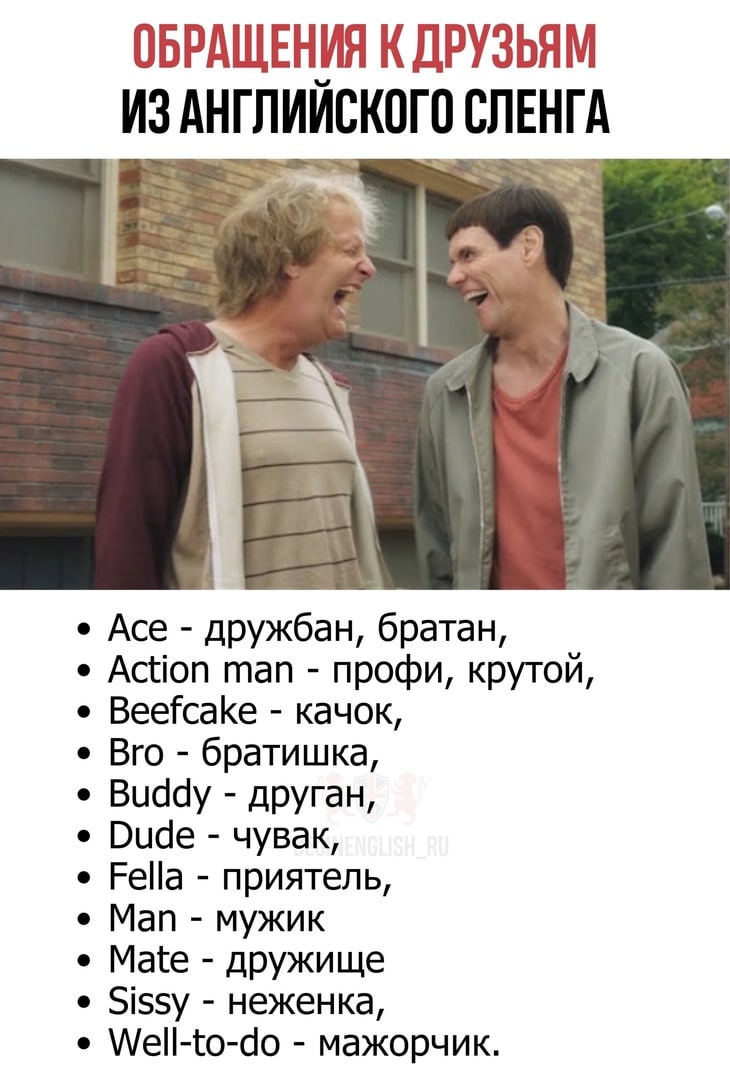 ОБРАЩЕНИЯ К ДРУЗЬЯМ
ИЗ АНГЛИЙСКОГО СЛЕНГА
• Ace - дружбан, братан,
• Action man - профи, крутой,
• Beefcake - качок,
• Bro - братишка,
• Buddy - друган,
• Dude - чувак,
• Fella - приятель,
• Man - мужик
• Mate - дружище
• Sissy - неженка,
• Well-to-do - мажорчик.